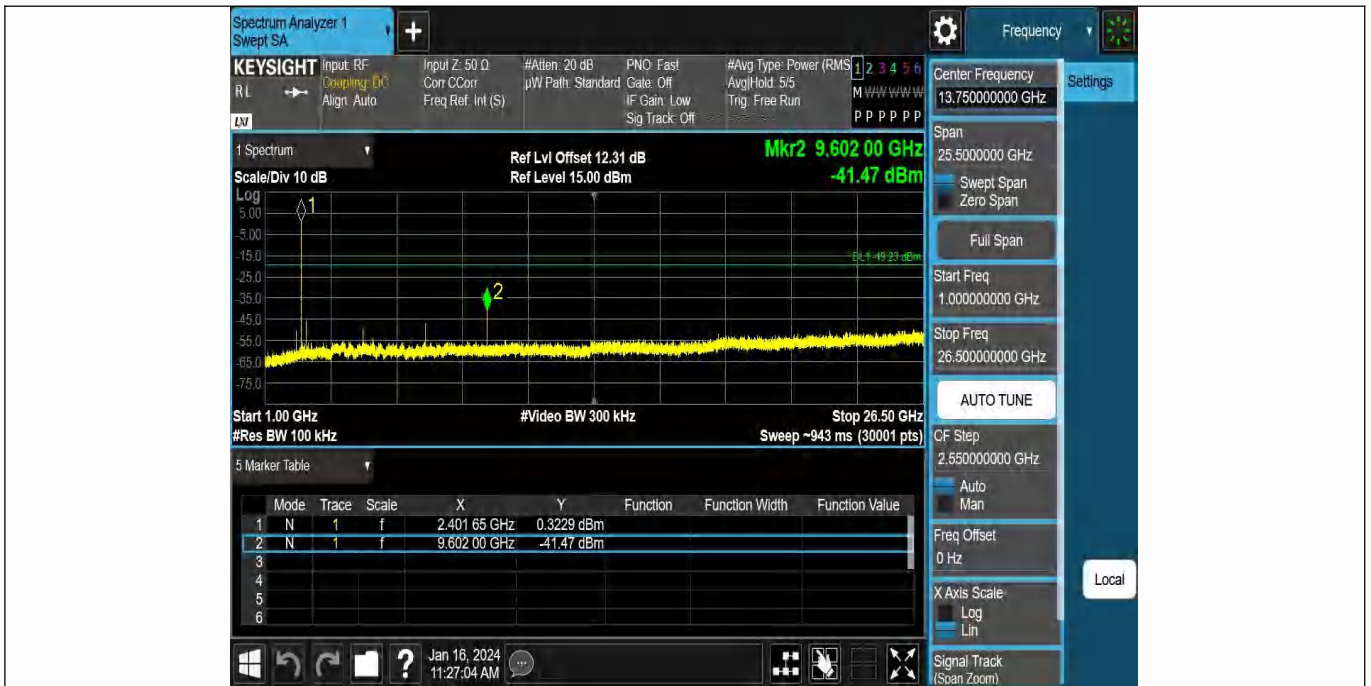 Spectrum Analyzer 1
Swept SA
+
Frequency
KEYSIGHT
RL
LXI
Input: RF
Coupling: DC
Align: Auto
Input Z: 50 Ω
Corr CCorr
Freq Ref: Int (S)
#Atten: 20 dB
µW Path: Standard
PNO: Fast
Gate: Off
IF Gain: Low
Sig Track: Off
#Avg Type: Power (RMS
Avg|Hold: 5/5
Trig: Free Run
1 2 3 4 5 6
M W W W W W
P P P P P P
1 Spectrum
Scale/Div 10 dB
Ref Lvl Offset 12.31 dB
Ref Level 15.00 dBm
Mkr2 9.602 00 GHz
-41.47 dBm
Log
5.00
-5.00
-15.0
-25.0
-35.0
-45.0
-55.0
-65.0
-75.0
1
2
DL1 -19.23 dBm
Start 1.00 GHz
#Res BW 100 kHz
#Video BW 300 kHz
Stop 26.50 GHz
Sweep ~943 ms (30001 pts)
5 Marker Table
Mode Trace Scale X Y Function Function Width Function Value
1 N 1 f 2.401 65 GHz 0.3229 dBm
2 N 1 f 9.602 00 GHz -41.47 dBm
3
4
5
6
?
Jan 16, 2024
11:27:04 AM
Center Frequency
13.750000000 GHz
Settings
Span
25.5000000 GHz
Swept Span
Zero Span
Full Span
Start Freq
1.000000000 GHz
Stop Freq
26.500000000 GHz
AUTO TUNE
CF Step
2.550000000 GHz
Auto
Man
Freq Offset
0 Hz
X Axis Scale
Log
Lin
Local
Signal Track
(Span Zoom)